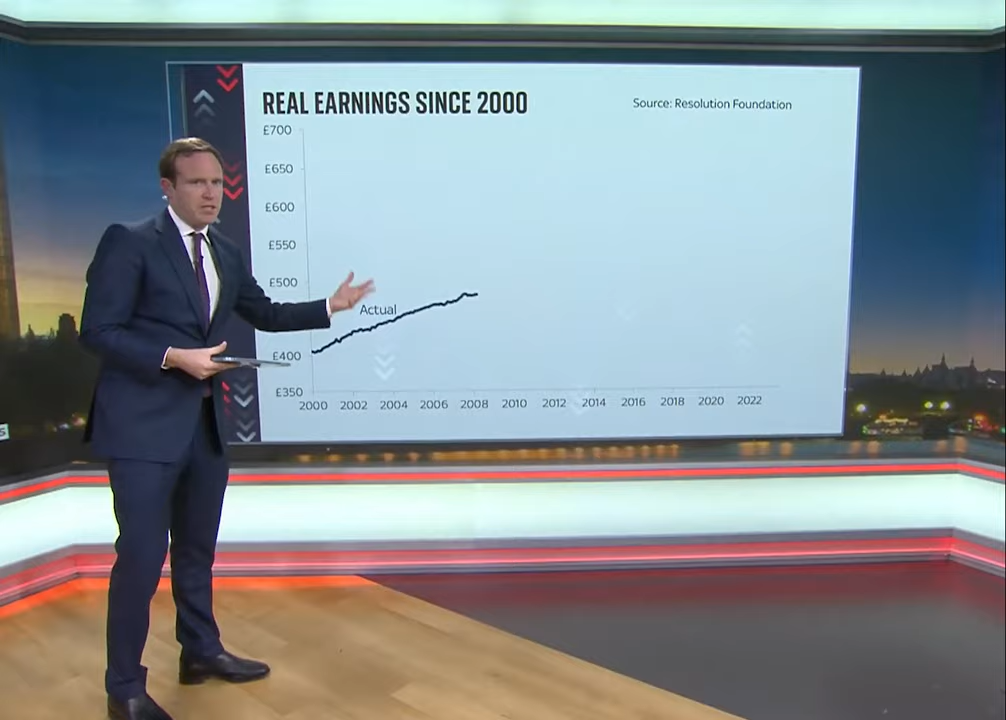 REAL EARNINGS SINCE 2000
Source: Resolution Foundation
£700
£650
£600
£550
£500
Actual
£400
£350
2000 2002 2004 2006 2008 2010 2012 2014 2016 2018 2020 2022